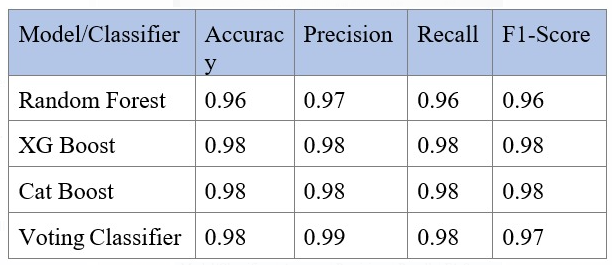 Model/Classifier Accurac Precision Recall F1-Score
y
Random Forest 0.96 0.97 0.96 0.96
XG Boost 0.98 0.98 0.98 0.98
Cat Boost 0.98 0.98 0.98 0.98
Voting Classifier 0.98 0.99 0.98 0.97